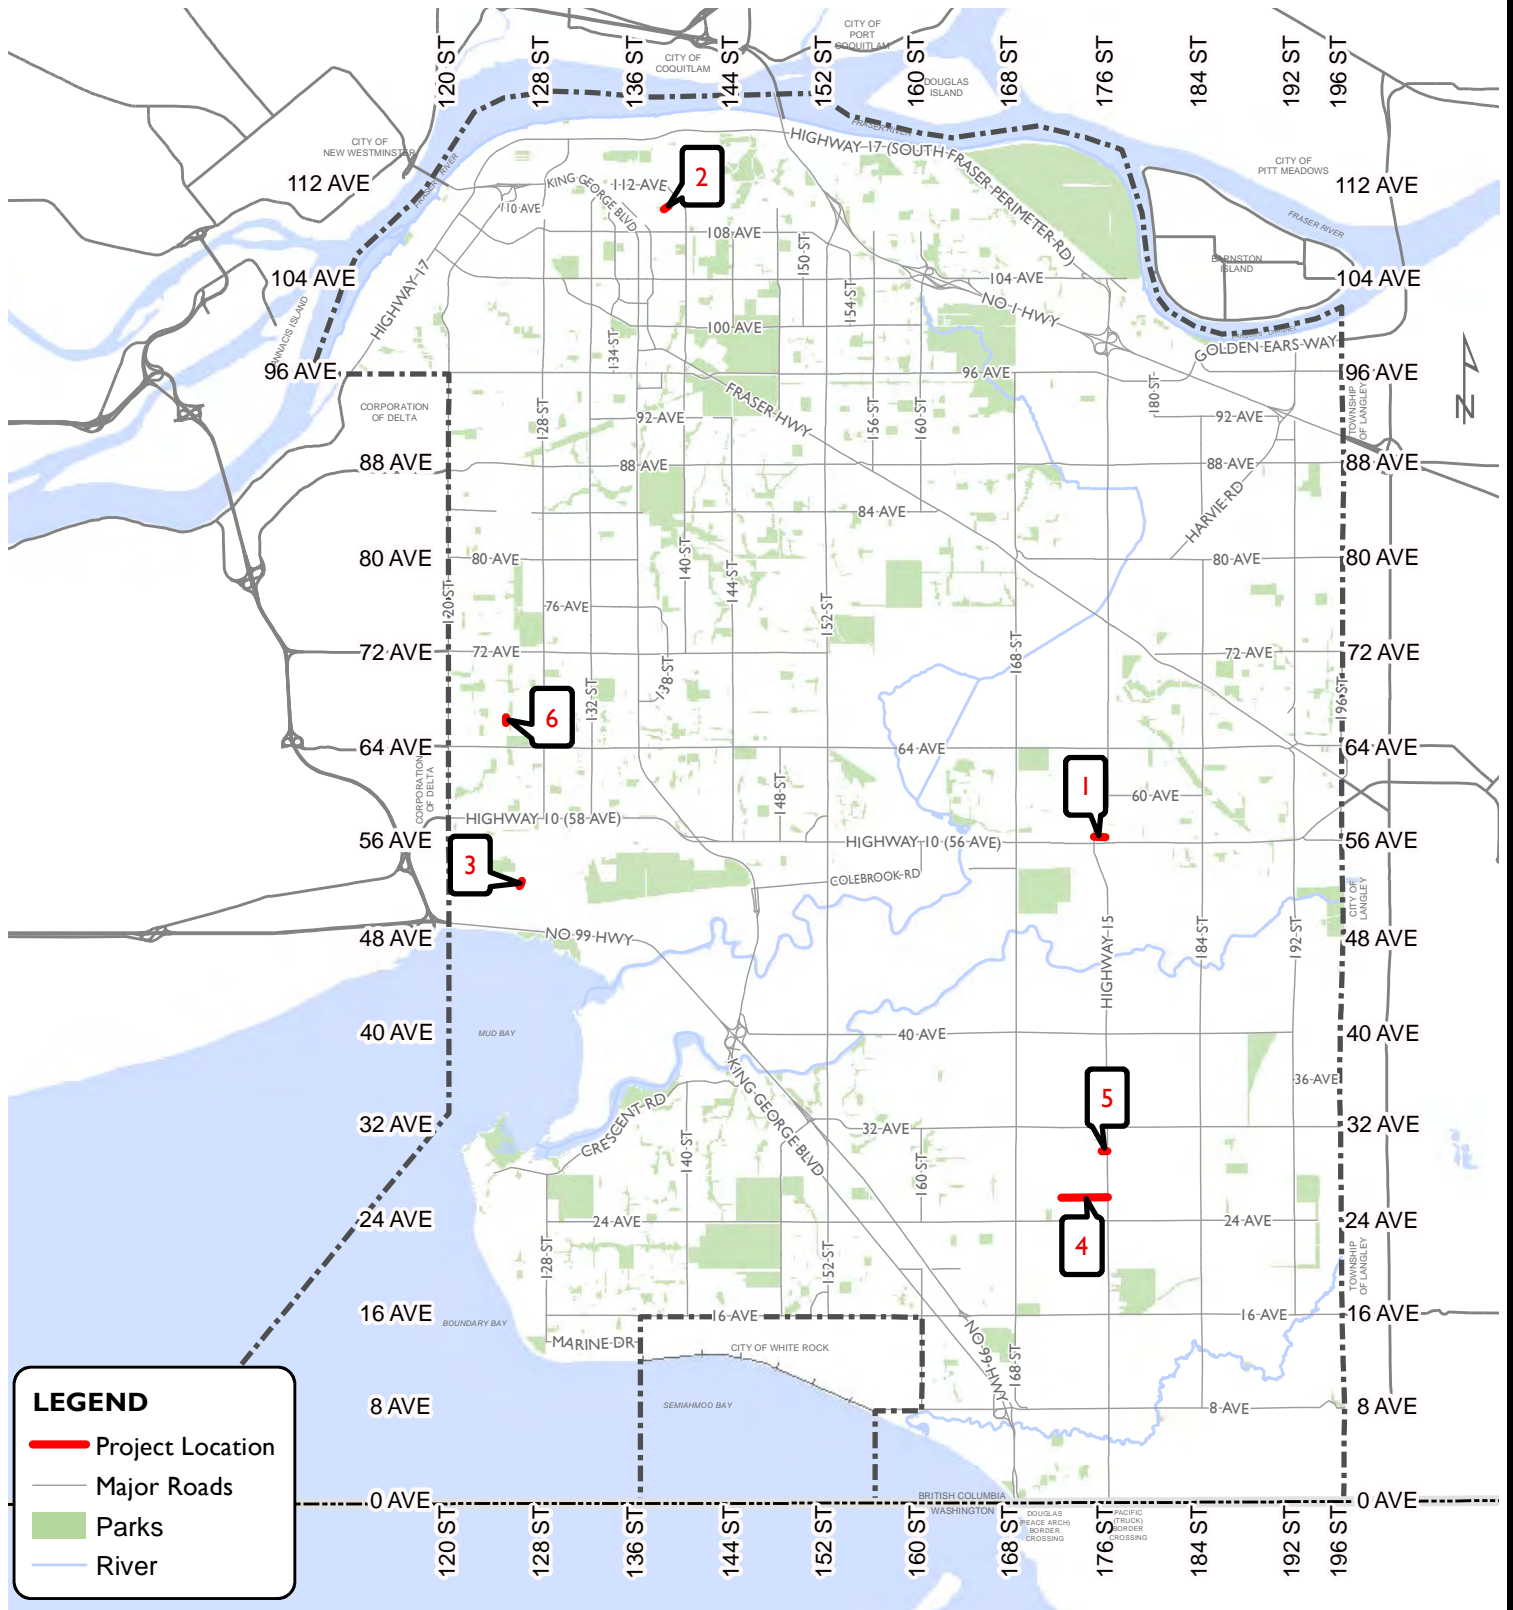 CITY OF
PORT
COQUITLAM
CITY OF
COQUITLAM
120 ST
128 ST
136 ST
144 ST
152 ST
160 ST
168 ST
176 ST
184 ST
192 ST
196 ST
DOUGLAS
ISLAND
FRASER RIVER
HIGHWAY 17 (SOUTH FRASER PERIMETER RD)
CITY OF
NEW WESTMINSTER
FRASER RIVER
CITY OF
PITT MEADOWS
112 AVE
KING GEORGE BLVD
112 AVE
2
112 AVE
110 AVE
FRASER RIVER
108 AVE
150 ST
BARNSTON
ISLAND
104 AVE
HIGHWAY 17
104 AVE
104 AVE
154 ST
NO 1 HWY
ANNACIS ISLAND
100 AVE
134 ST
GOLDEN EARS WAY
96 AVE
96 AVE
96 AVE
FRASER HWY
180 ST
TOWNSHIP
OF LANGLEY
CORPORATION
OF DELTA
128 ST
92 AVE
156 ST
160 ST
92 AVE
88 AVE
88 AVE
88 AVE
88 AVE
HARVIE RD
84 AVE
80 AVE
80 AVE
140 ST
144 ST
80 AVE
80 AVE
120 ST
76 AVE
152 ST
72 AVE
72 AVE
168 ST
72 AVE
72 AVE
138 ST
132 ST
196 ST
6
64 AVE
64 AVE
64 AVE
CORPORATION
OF DELTA
148 ST
1
60 AVE
HIGHWAY 10 (58 AVE)
56 AVE
HIGHWAY 10 (56 AVE)
56 AVE
3
COLEBROOK RD
CITY OF
LANGLEY
48 AVE
NO 99 HWY
HIGHWAY 15
184 ST
192 ST
48 AVE
40 AVE
MUD BAY
40 AVE
40 AVE
KING GEORGE BLVD
36 AVE
CRESCENT RD
5
32 AVE
32 AVE
32 AVE
140 ST
160 ST
24 AVE
24 AVE
24 AVE
24 AVE
4
128 ST
152 ST
TOWNSHIP
OF LANGLEY
16 AVE
BOUNDARY BAY
16 AVE
16 AVE
16 AVE
MARINE DR
CITY OF WHITE ROCK
NO 99 HWY
168 ST
LEGEND
Project Location
Major Roads
Parks
River
8 AVE
SEMIAHMOO BAY
8 AVE
8 AVE
0 AVE
BRITISH COLUMBIA
WASHINGTON
0 AVE
DOUGLAS
(PEACE ARCH)
BORDER
CROSSING
PACIFIC
(TRUCK)
BORDER
CROSSING
120 ST
128 ST
136 ST
144 ST
152 ST
160 ST
168 ST
176 ST
184 ST
192 ST
196 ST
N